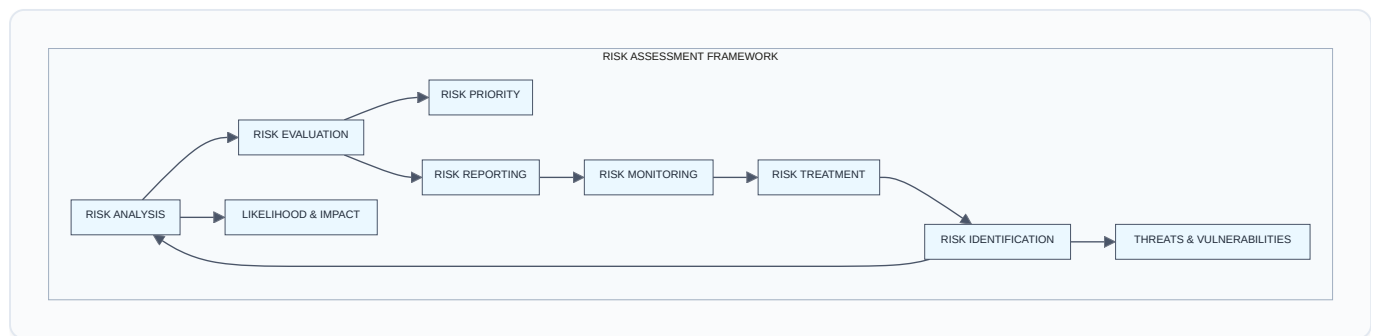 RISK ASSESSMENT FRAMEWORK
RISK PRIORITY
RISK EVALUATION
RISK REPORTING
RISK MONITORING
RISK TREATMENT
RISK ANALYSIS
LIKELIHOOD & IMPACT
RISK IDENTIFICATION
THREATS & VULNERABILITIES